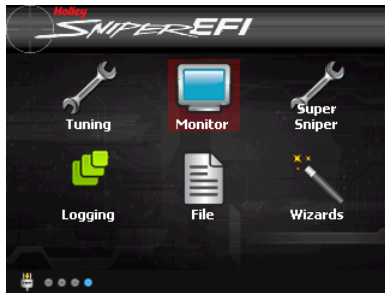 Holley
SNIPER EFI
Tuning
Monitor
Super
Sniper
Logging
File
Wizards